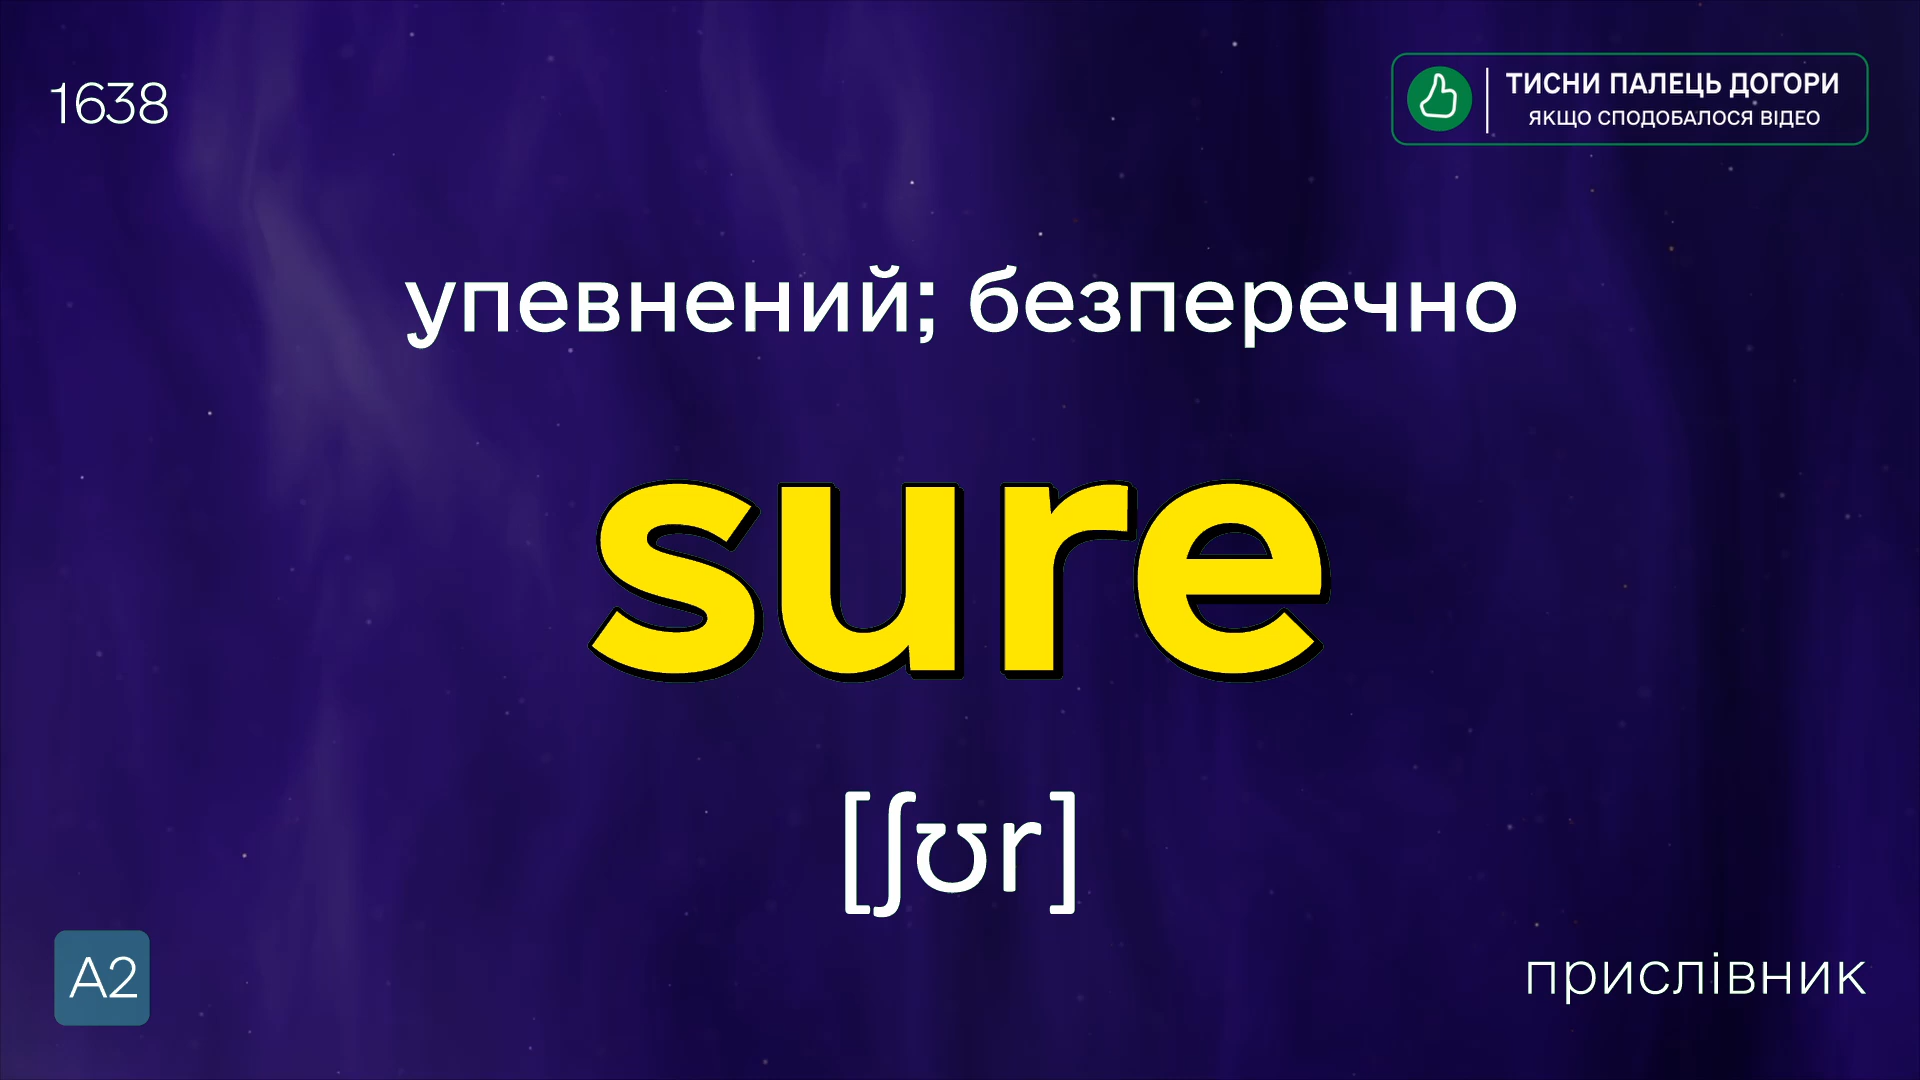 1638
ТИСНИ ПАЛЕЦЬ ДОГОРИ
ЯКЩО СПОДОБАЛОСЯ ВІДЕО
упевнений; безперечно
sure
[ʃʊr]
A2
прислівник